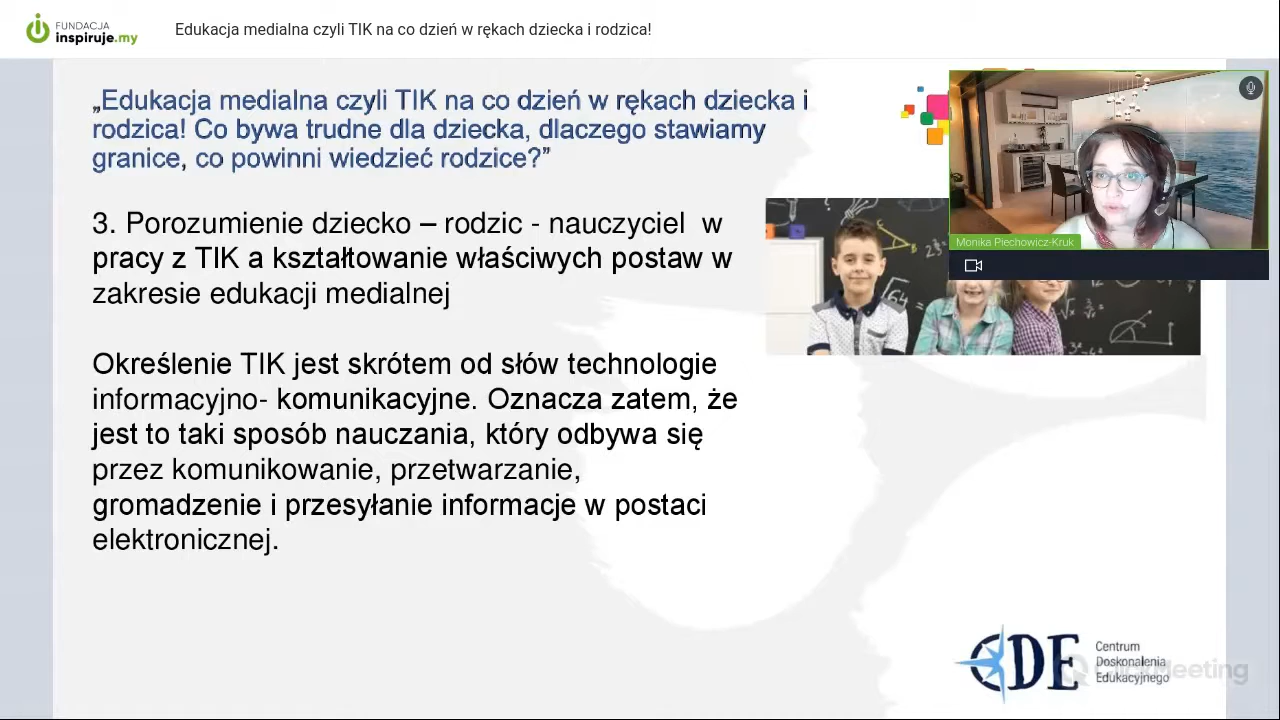 FUNDACJA
inspiruje.my
Edukacja medialna czyli TIK na co dzień w rękach dziecka i rodzica!
„Edukacja medialna czyli TIK na co dzień w rękach dziecka i
rodzica! Co bywa trudne dla dziecka, dlaczego stawiamy
granice, co powinni wiedzieć rodzice?”
Monika Piechowicz-Kruk
3. Porozumienie dziecko – rodzic - nauczyciel w
pracy z TIK a kształtowanie właściwych postaw w
zakresie edukacji medialnej
Określenie TIK jest skrótem od słów technologie
informacyjno- komunikacyjne. Oznacza zatem, że
jest to taki sposób nauczania, który odbywa się
przez komunikowanie, przetwarzanie,
gromadzenie i przesyłanie informacje w postaci
elektronicznej.
CDE
Centrum
Doskonalenia
Edukacyjnego
ClickMeeting